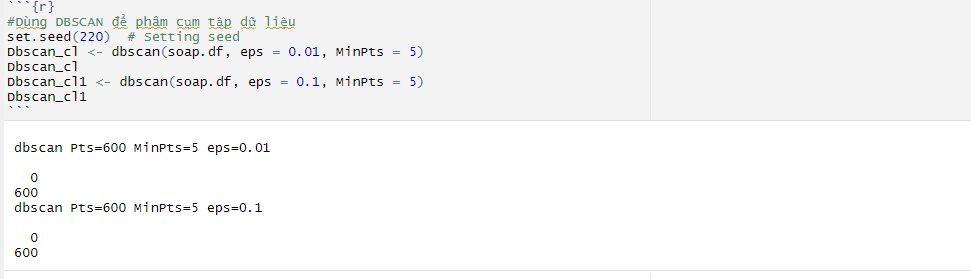 ```{r}
#Dùng DBSCAN để phâm cụm tập dữ liệu
set.seed(220)  # Setting seed
Dbscan_cl <- dbscan(soap.df, eps = 0.01, MinPts = 5)
Dbscan_cl
Dbscan_cl1 <- dbscan(soap.df, eps = 0.1, MinPts = 5)
Dbscan_cl1
```
dbscan Pts=600 MinPts=5 eps=0.01
0
600
dbscan Pts=600 MinPts=5 eps=0.1
0
600